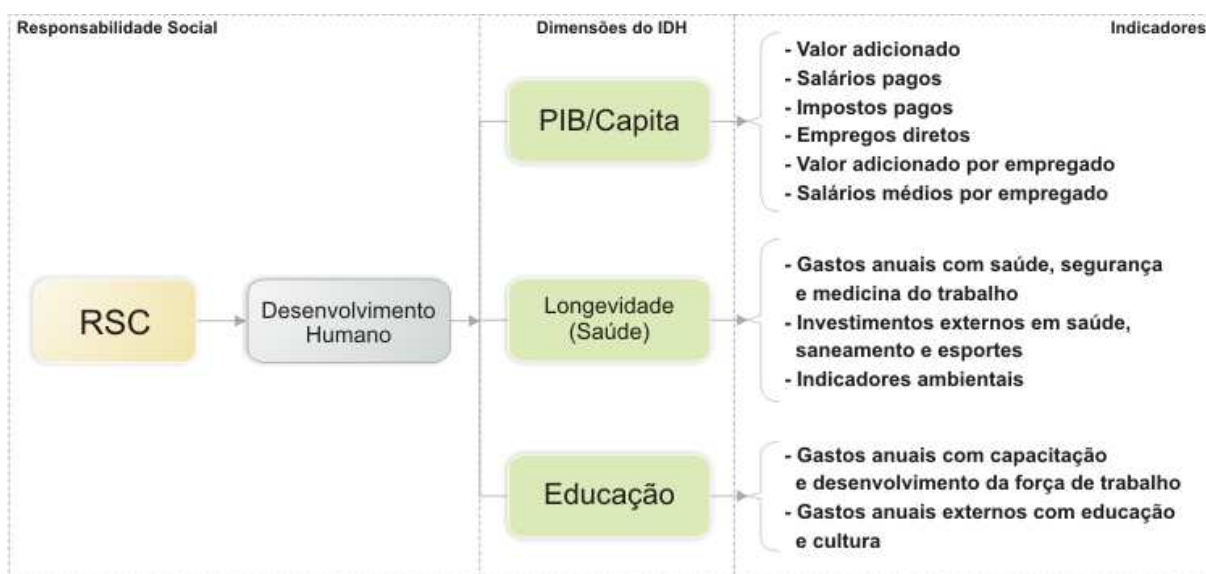 Responsabilidade Social
Dimensões do IDH
Indicadores
RSC
Desenvolvimento
Humano
PIB/Capita
- Valor adicionado
- Salários pagos
- Impostos pagos
- Empregos diretos
- Valor adicionado por empregado
- Salários médios por empregado
Longevidade
(Saúde)
- Gastos anuais com saúde, segurança
e medicina do trabalho
- Investimentos externos em saúde,
saneamento e esportes
- Indicadores ambientais
Educação
- Gastos anuais com capacitação
e desenvolvimento da força de trabalho
- Gastos anuais externos com educação
e cultura